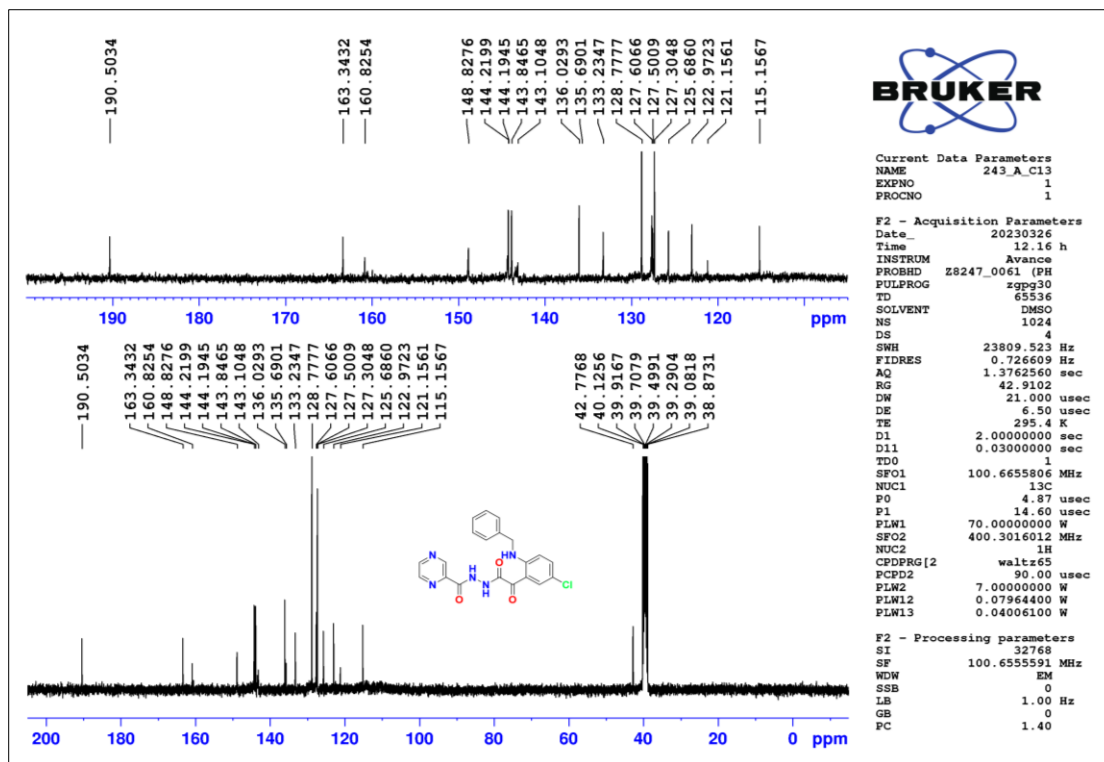 190.5034
163.3432
160.8254
148.8276
144.2199
144.1945
143.8465
143.1048
136.0293
135.6901
133.2347
128.7777
127.6066
127.5009
127.3048
125.6860
122.9723
121.1561
115.1567
190 180 170 160 150 140 130 120 ppm
190.5034
163.3432
160.8254
148.8276
144.2199
144.1945
143.8465
143.1048
136.0293
135.6901
133.2347
128.7777
127.6066
127.5009
127.3048
125.6860
122.9723
121.1561
115.1567
42.7768
40.1256
39.9167
39.7079
39.4991
39.2904
39.0818
38.8731
HN
O
N
H
N
N
N
H
Cl
O
O
200 180 160 140 120 100 80 60 40 20 0 ppm
BRUKER
Current Data Parameters
NAME 243_A_C13
EXPNO 1
PROCNO 1
F2 - Acquisition Parameters
Date_ 20230326
Time 12.16 h
INSTRUM Avance
PROBHD Z8247_0061 (PH
PULPROG zgpg30
TD 65536
SOLVENT DMSO
NS 1024
DS 4
SWH 23809.523 Hz
FIDRES 0.726609 Hz
AQ 1.3762560 sec
RG 42.9102
DW 21.000 usec
DE 6.50 usec
TE 295.4 K
D1 2.00000000 sec
D11 0.03000000 sec
TD0 1
SFO1 100.6655806 MHz
NUC1 13C
P0 4.87 usec
P1 14.60 usec
PLW1 70.00000000 W
SFO2 400.3016012 MHz
NUC2 1H
CPDPRG[2 waltz65
PCPD2 90.00 usec
PLW2 7.00000000 W
PLW12 0.07964400 W
PLW13 0.04006100 W
F2 - Processing parameters
SI 32768
SF 100.6555591 MHz
WDW EM
SSB 0
LB 1.00 Hz
GB 0
PC 1.40